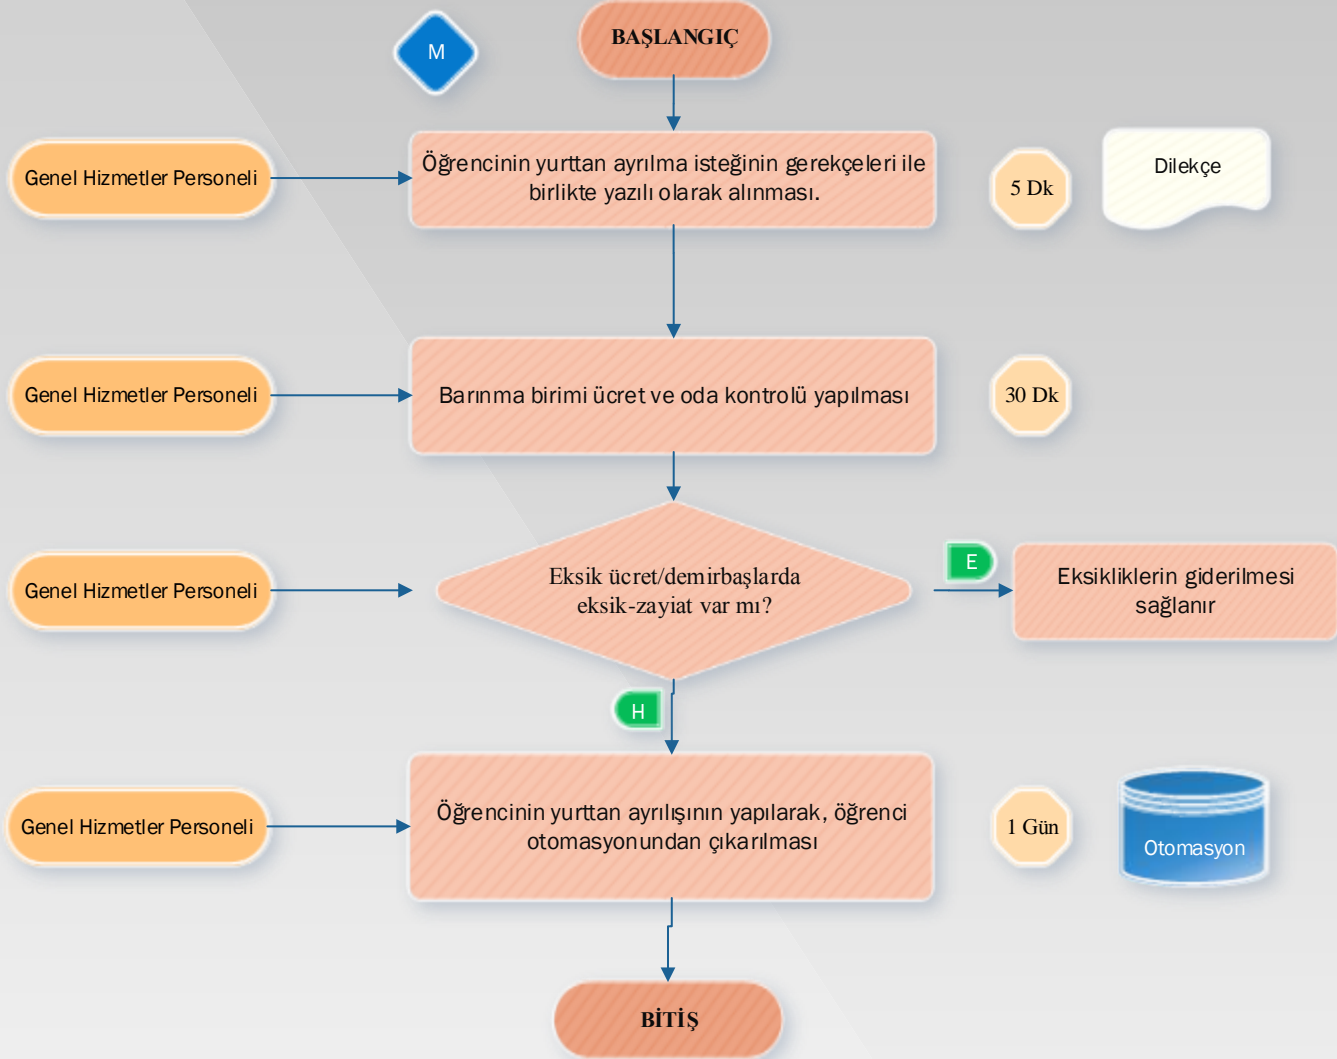 M
BAŞLANGIÇ
Genel Hizmetler Personeli
Öğrencinin yurttan ayrılma isteğinin gerekçeleri ile
birlikte yazılı olarak alınması.
5 Dk
Dilekçe
Genel Hizmetler Personeli
Barınma birimi ücret ve oda kontrolü yapılması
30 Dk
Genel Hizmetler Personeli
Eksik ücret/demirbaşlarda
eksik-zayiat var mı?
E
Eksikliklerin giderilmesi
sağlanır
H
Genel Hizmetler Personeli
Öğrencinin yurttan ayrılışının yapılarak, öğrenci
otomasyonundan çıkarılması
1 Gün
Otomasyon
BİTİŞ